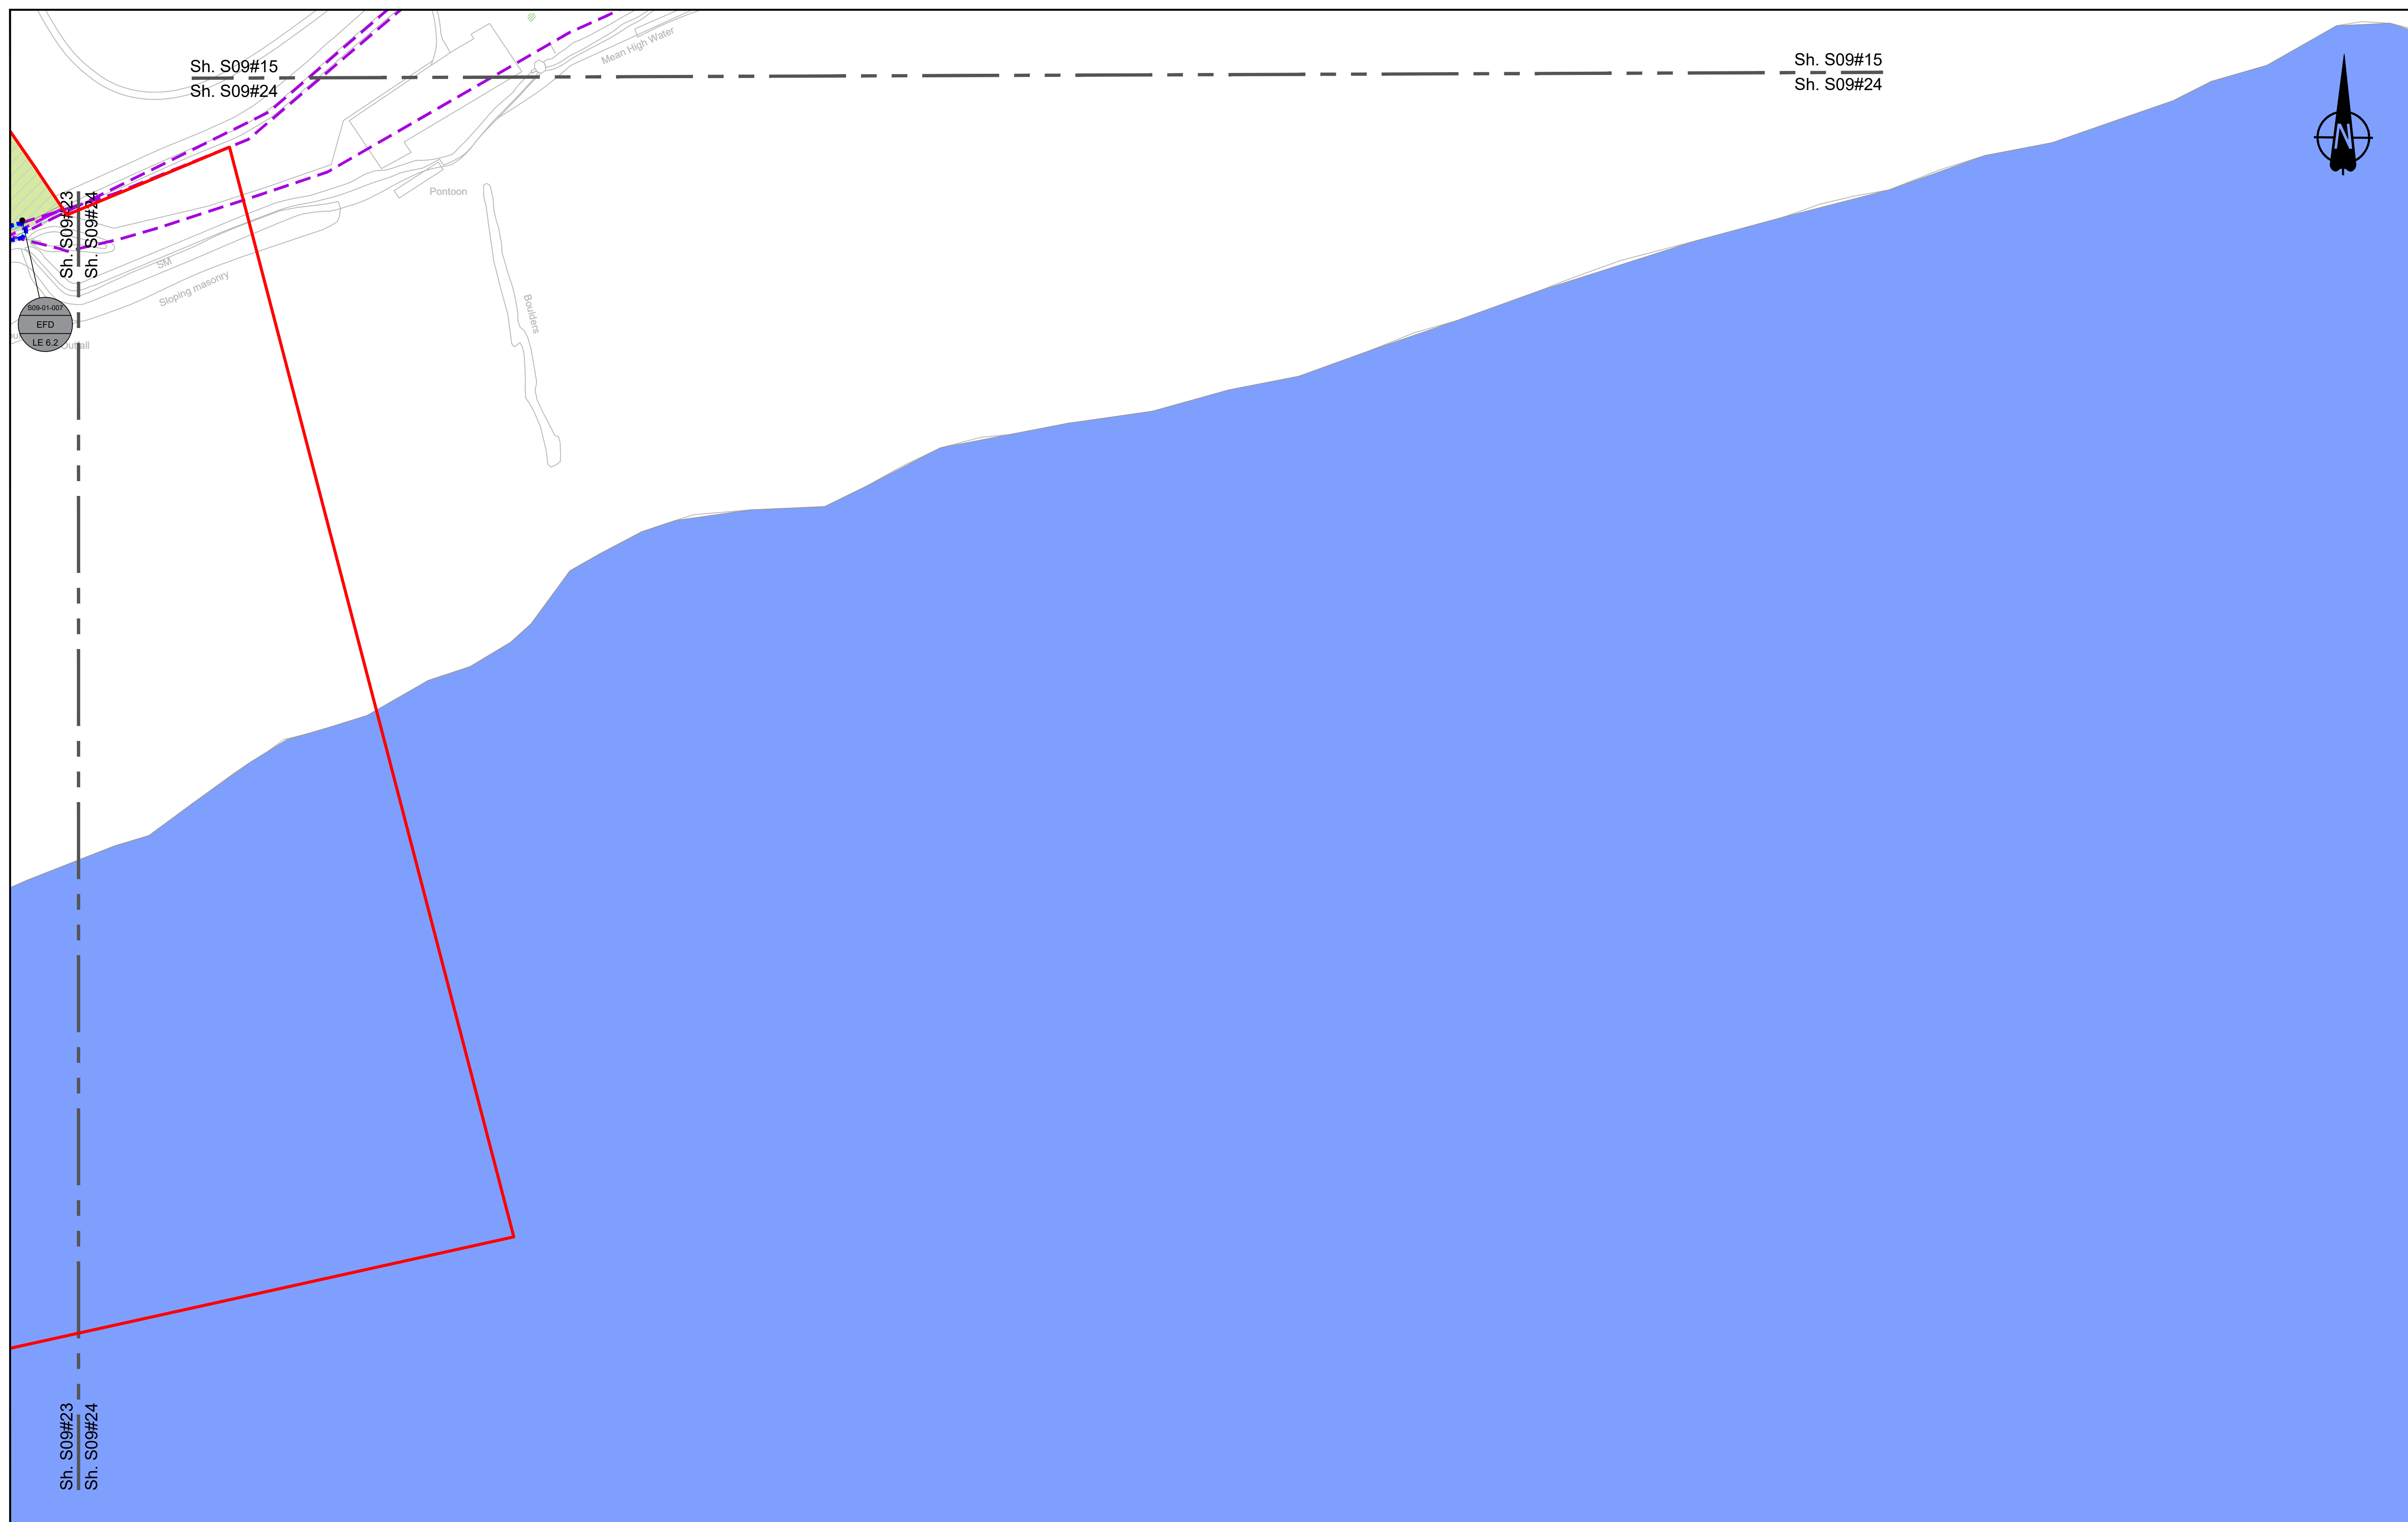 Mean High Water
Sh. S09#15
Sh. S09#24
Sh. S09#15
Sh. S09#24
N
Pontoon
Sh. S09#23
Sh. S09#24
SM
Sloping masonry
Boulders
S09-01-007
EFD
LE 6.2
Sh. S09#23
Sh. S09#24